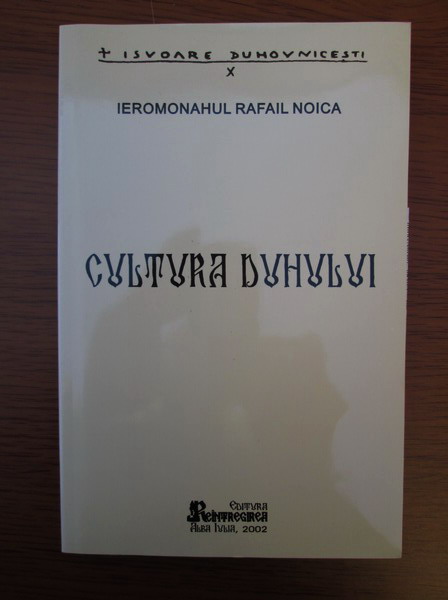 + ISVOARE DUHOVNICEȘTI
X
IEROMONAHUL RAFAIL NOICA
CULTURA DUHULUI
EDITURA
REÎNTREGIREA
ALBA IULIA, 2002